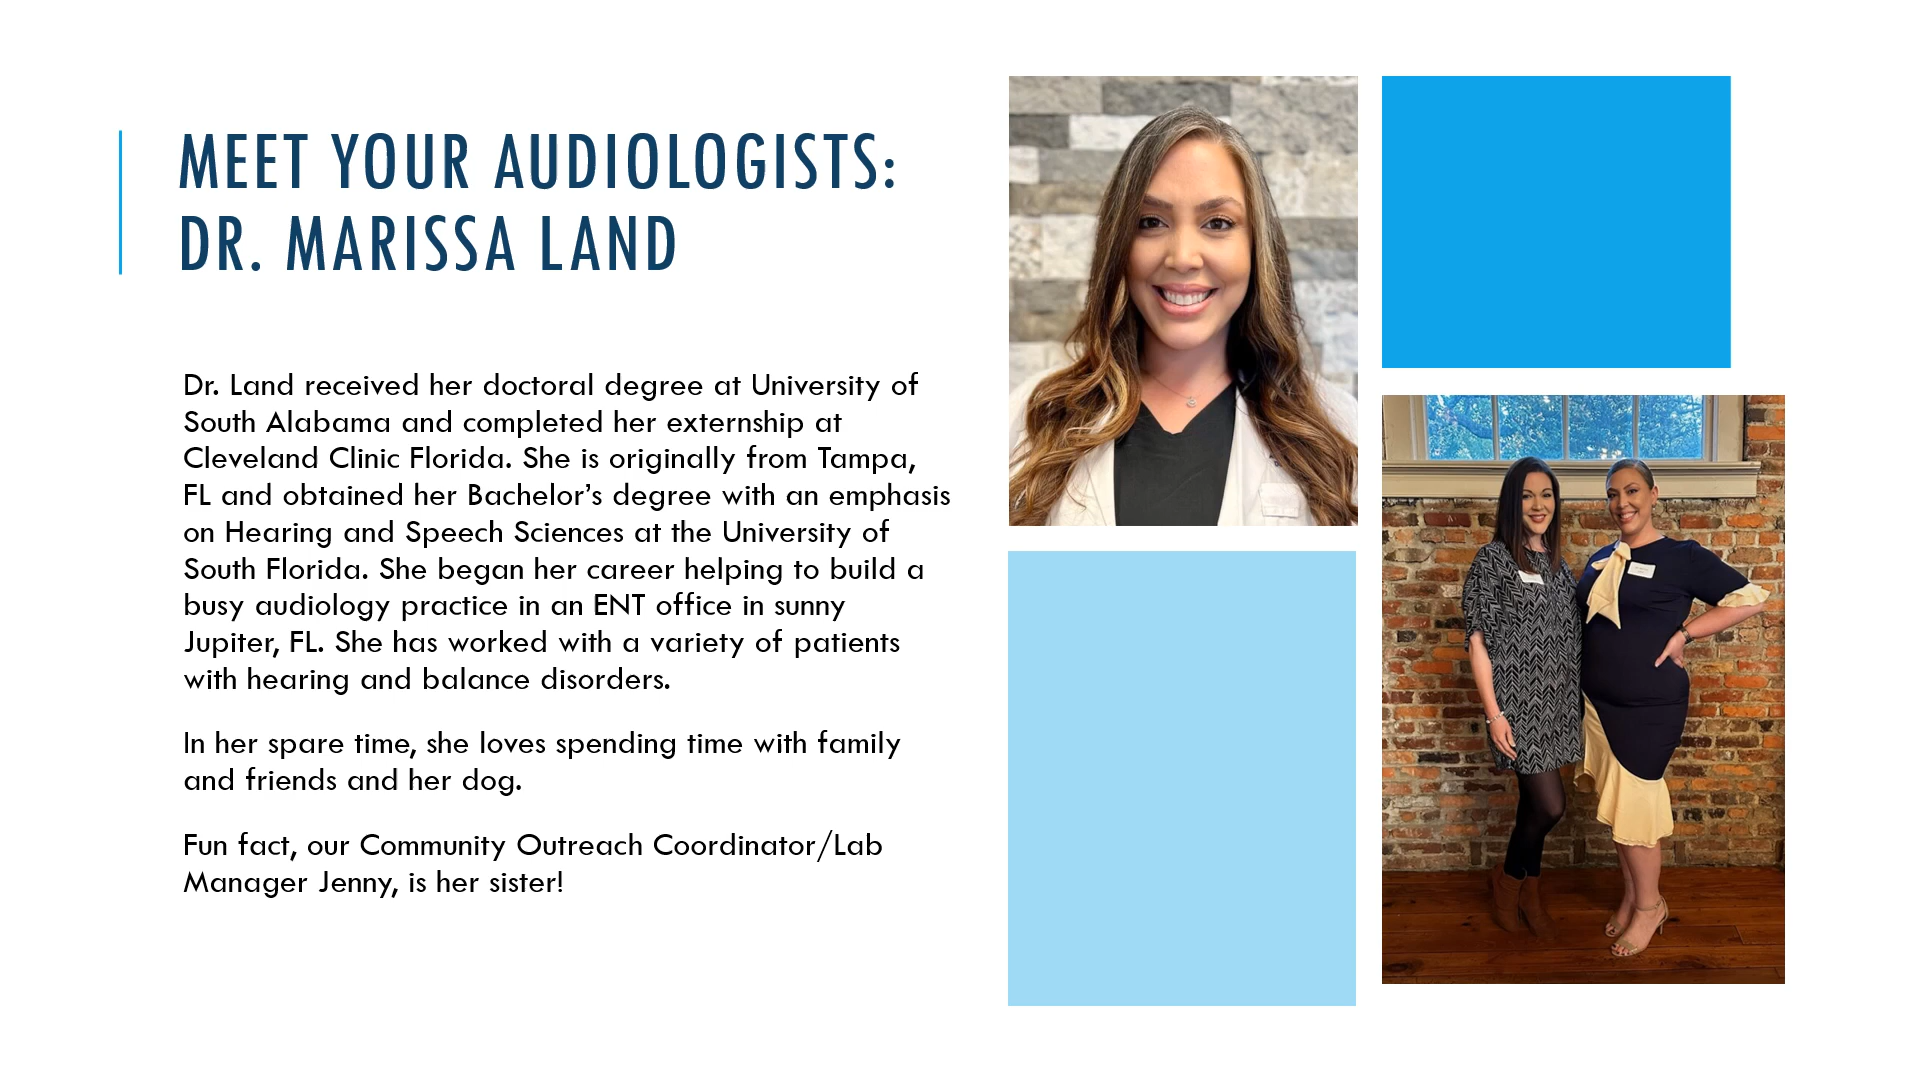 MEET YOUR AUDIOLOGISTS:
DR. MARISSA LAND
Dr. Land received her doctoral degree at University of
South Alabama and completed her externship at
Cleveland Clinic Florida. She is originally from Tampa,
FL and obtained her Bachelor’s degree with an emphasis
on Hearing and Speech Sciences at the University of
South Florida. She began her career helping to build a
busy audiology practice in an ENT office in sunny
Jupiter, FL. She has worked with a variety of patients
with hearing and balance disorders.
In her spare time, she loves spending time with family
and friends and her dog.
Fun fact, our Community Outreach Coordinator/Lab
Manager Jenny, is her sister!